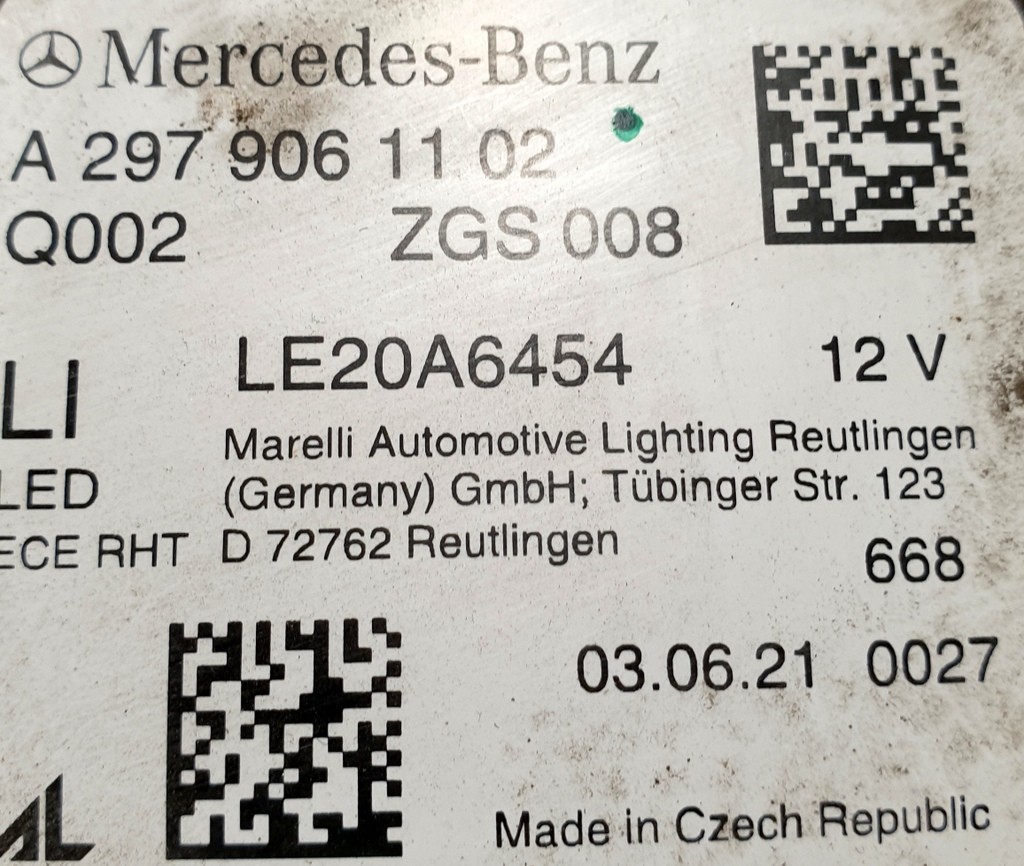 Mercedes-Benz
A 297 906 11 02
Q002 ZGS 008
LI LE20A6454 12 V
Marelli Automotive Lighting Reutlingen
LED (Germany) GmbH; Tübinger Str. 123
ECE RHT D 72762 Reutlingen
668
03.06.21 0027
AL Made in Czech Republic